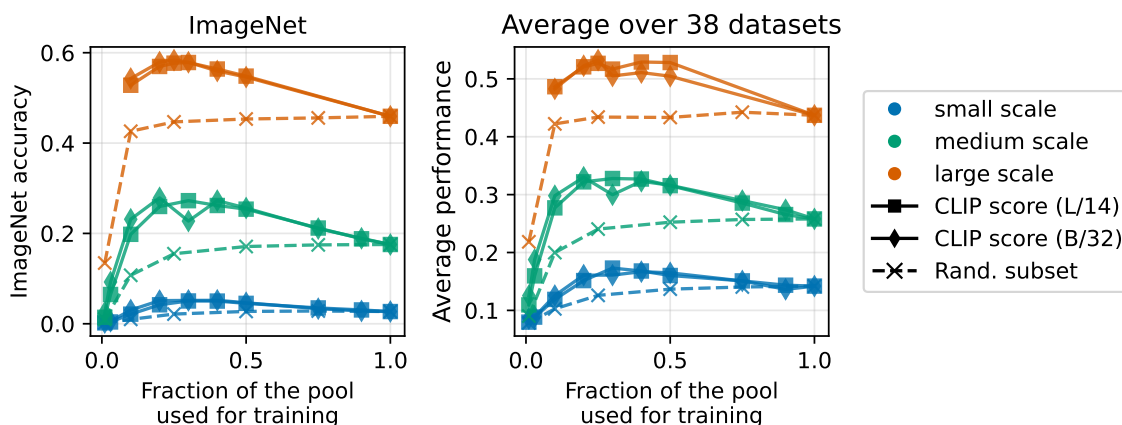 ImageNet
ImageNet accuracy
0.6
0.4
0.2
0.0
0.0 0.5 1.0
Fraction of the pool
used for training
Average over 38 datasets
Average performance
0.5
0.4
0.3
0.2
0.1
0.0 0.5 1.0
Fraction of the pool
used for training
small scale
medium scale
large scale
CLIP score (L/14)
CLIP score (B/32)
Rand. subset